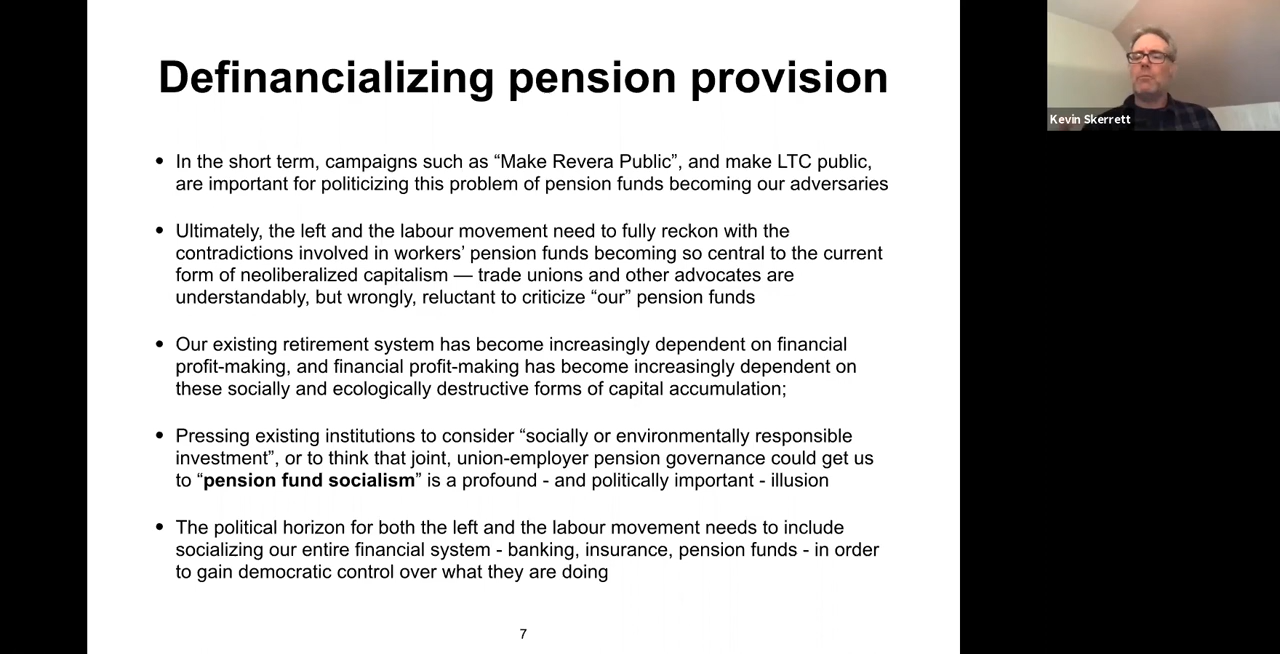 Definancializing pension provision
Kevin Skerrett
• In the short term, campaigns such as “Make Revera Public”, and make LTC public,
are important for politicizing this problem of pension funds becoming our adversaries
• Ultimately, the left and the labour movement need to fully reckon with the
contradictions involved in workers’ pension funds becoming so central to the current
form of neoliberalized capitalism — trade unions and other advocates are
understandably, but wrongly, reluctant to criticize “our” pension funds
• Our existing retirement system has become increasingly dependent on financial
profit-making, and financial profit-making has become increasingly dependent on
these socially and ecologically destructive forms of capital accumulation;
• Pressing existing institutions to consider “socially or environmentally responsible
investment”, or to think that joint, union-employer pension governance could get us
to “pension fund socialism” is a profound - and politically important - illusion
• The political horizon for both the left and the labour movement needs to include
socializing our entire financial system - banking, insurance, pension funds - in order
to gain democratic control over what they are doing
7